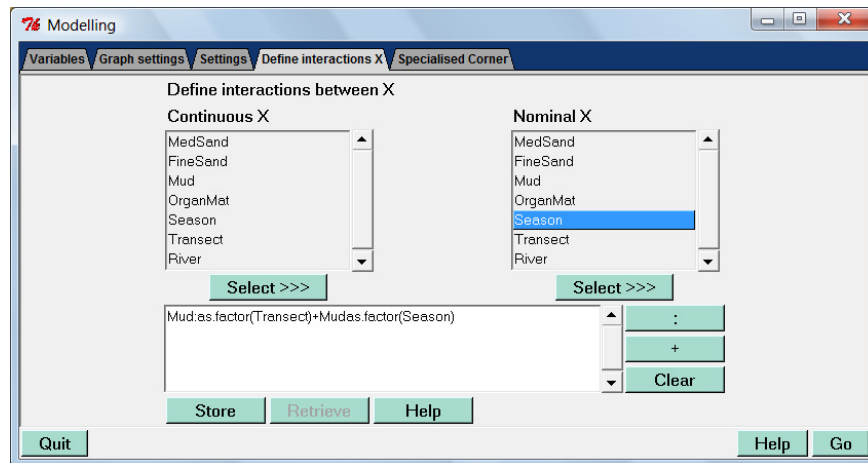 Modelling
Variables Graph settings Settings Define interactions X Specialised Corner
Define interactions between X
Continuous X Nominal X
MedSand MedSand
FineSand FineSand
Mud Mud
OrganMat OrganMat
Season Season
Transect Transect
River River
Select >>> Select >>>
Mud:as.factor(Transect)+Mudas.factor(Season) :
+
Clear
Store Retrieve Help
Quit Help Go